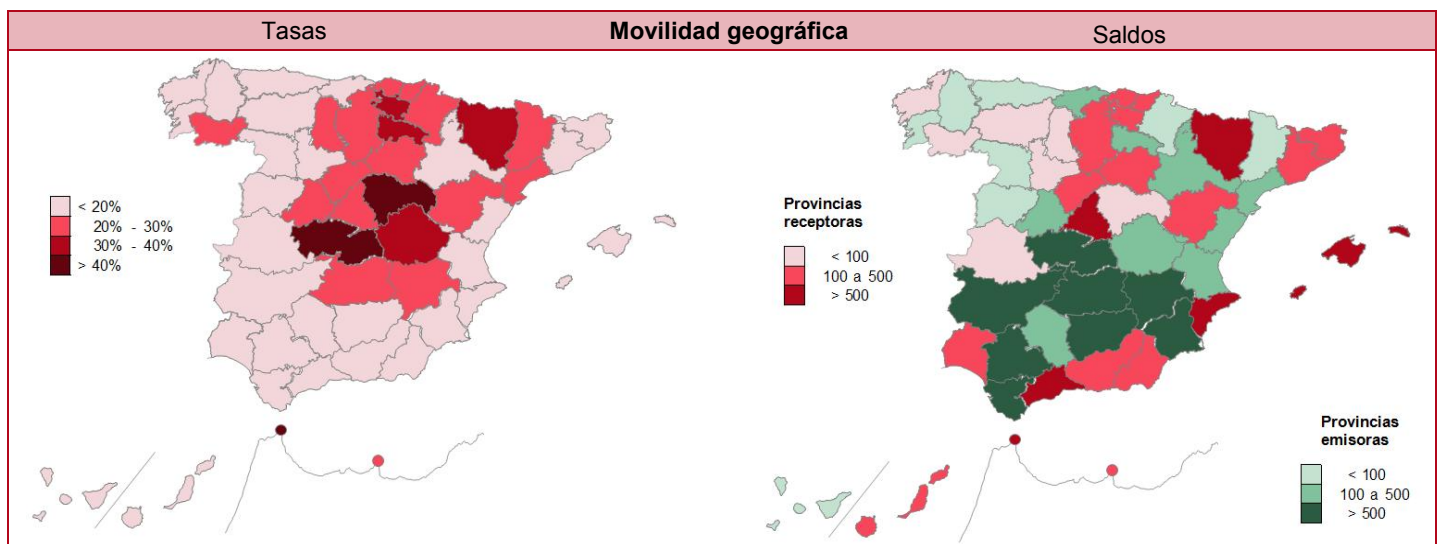 Tasas
Movilidad geográfica
Saldos
< 20%
20% - 30%
30% - 40%
> 40%
Provincias
receptoras
< 100
100 a 500
> 500
Provincias
emisoras
< 100
100 a 500
> 500